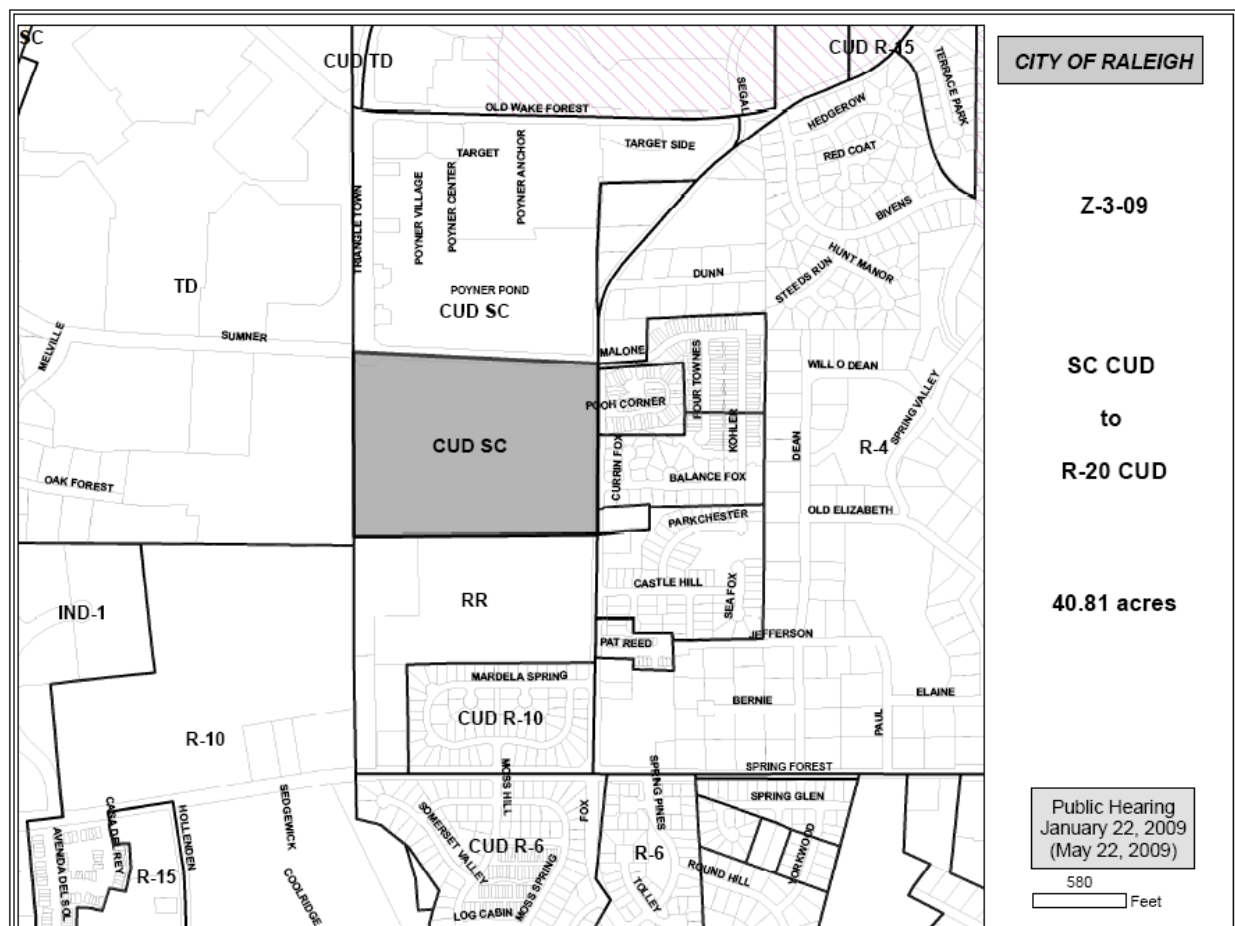 SC
CUD TD
CUD R-15
TERRACE PARK
SEGAL
OLD WAKE FOREST
HEDGEROW
TARGET
TARGET SIDE
RED COAT
TRIANGLE TOWN
POYNER VILLAGE
POYNER CENTER
POYNER ANCHOR
BIVENS
HUNT MANOR
STEEDS RUN
DUNN
TD
POYNER POND
CUD SC
MELVILLE
SUMNER
MALONE
WILL O DEAN
FOUR TOWNES
POOH CORNER
SPRING VALLEY
KOHLER
CUD SC
CURRIN FOX
DEAN
R-4
BALANCE FOX
OAK FOREST
OLD ELIZABETH
PARKCHESTER
CASTLE HILL
SEA FOX
RR
IND-1
JEFFERSON
PAT REED
MARDELA SPRING
BERNIE
ELAINE
PAUL
CUD R-10
R-10
SPRING FOREST
MOSS HILL
SPRING PINES
SEDGEWICK
SPRING GLEN
FOX
CASA DEL REY
HOLLENDEN
SOMERSET VALLEY
CUD R-6
R-6
YORKWOOD
AVENIDA DEL SOL
R-15
ROUND HILL
COOLRIDGE
MOSS SPRING
TOLLEY
LOG CABIN
CITY OF RALEIGH
Z-3-09
SC CUD
to
R-20 CUD
40.81 acres
Public Hearing
January 22, 2009
(May 22, 2009)
580
Feet